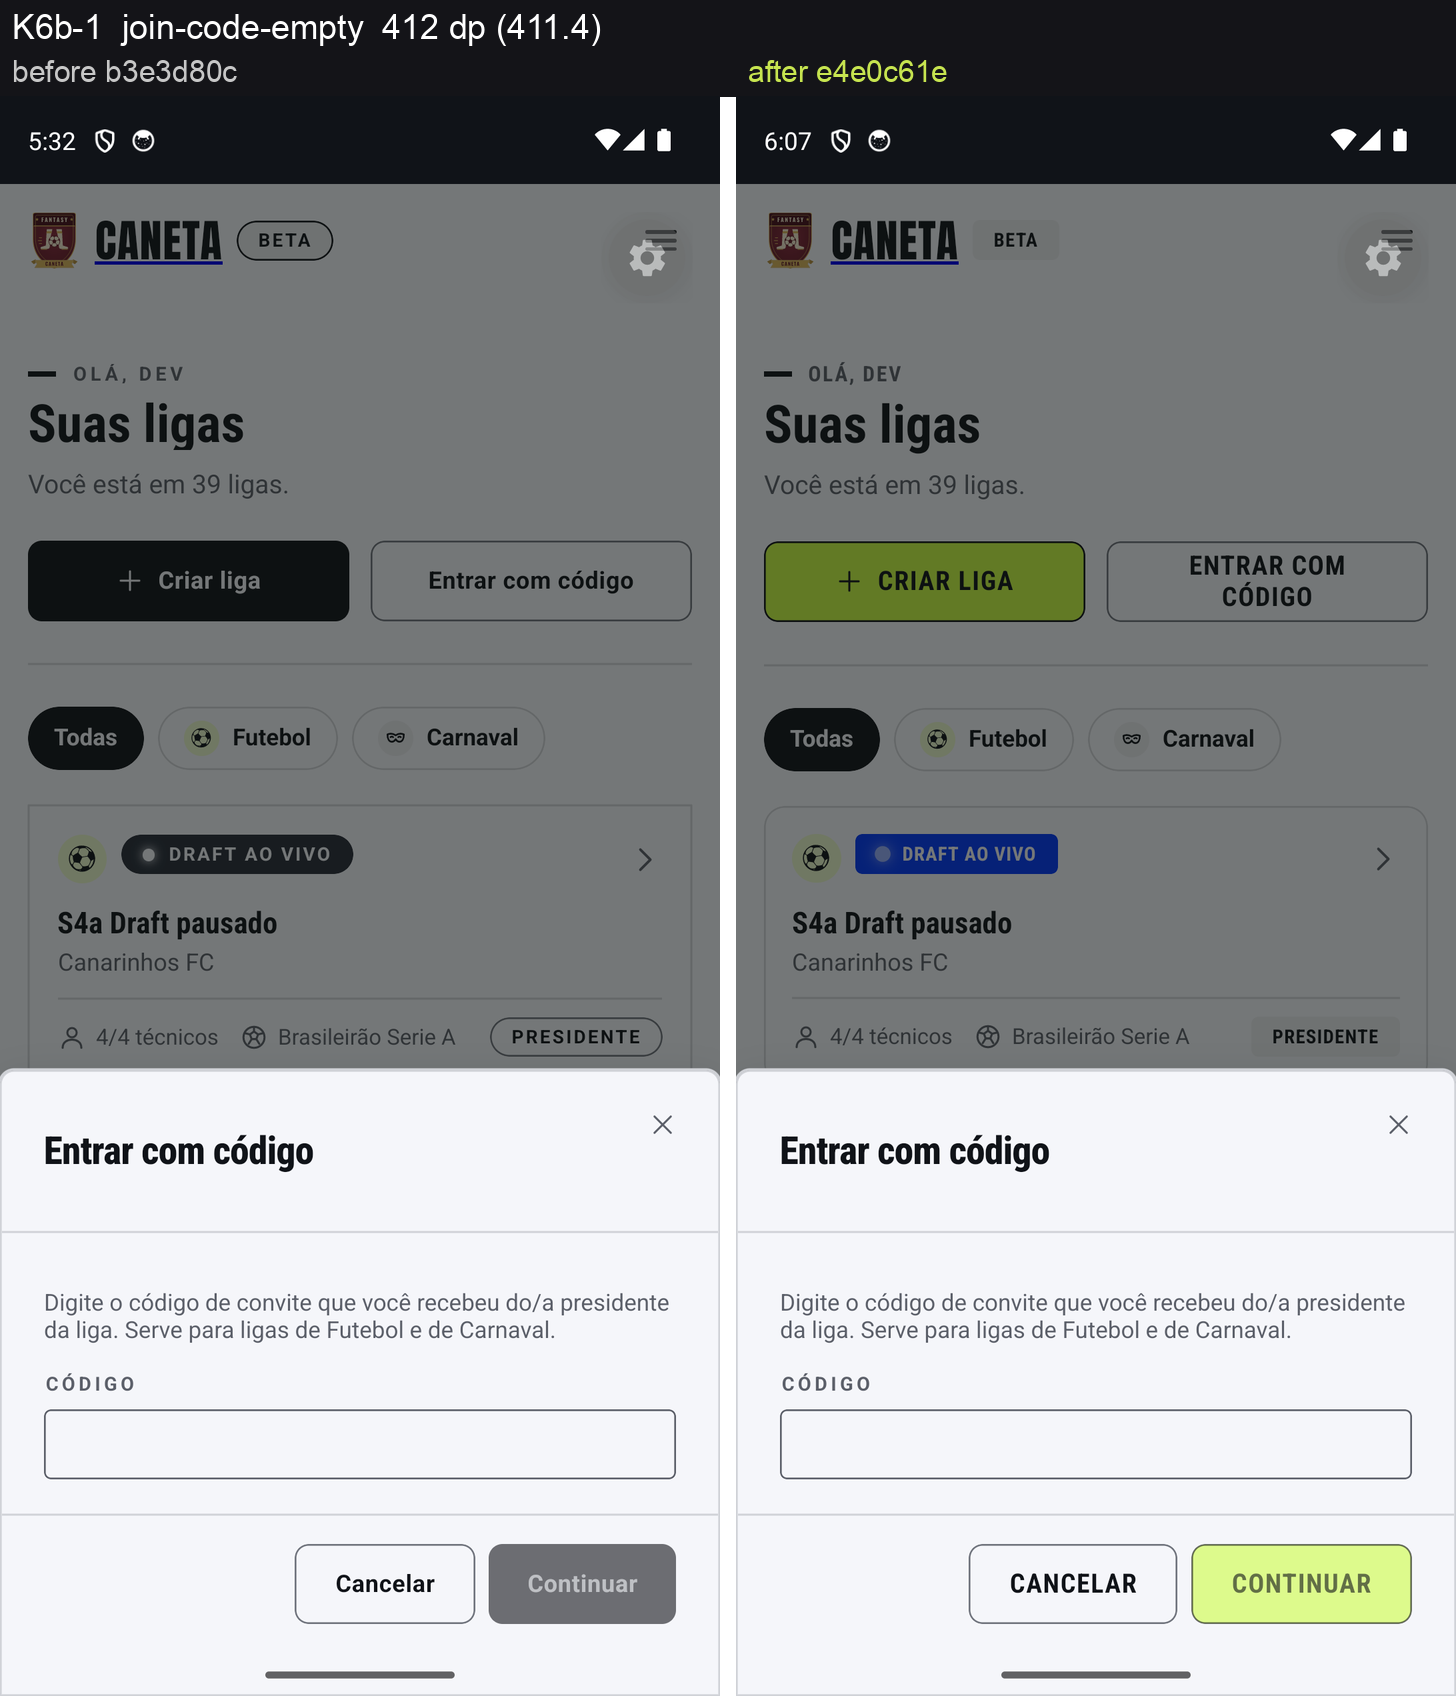 K6b-1 join-code-empty 412 dp (411.4)
before b3e3d80c
after e4e0c61e
5:32
FANTASY
CANETA
CANETA
BETA
OLÁ, DEV
Suas ligas
Você está em 39 ligas.
Criar liga
Entrar com código
Todas
Futebol
Carnaval
DRAFT AO VIVO
S4a Draft pausado
Canarinhos FC
4/4 técnicos
Brasileirão Serie A
PRESIDENTE
Entrar com código
Digite o código de convite que você recebeu do/a presidente
da liga. Serve para ligas de Futebol e de Carnaval.
CÓDIGO
Cancelar
Continuar
6:07
FANTASY
CANETA
CANETA
BETA
OLÁ, DEV
Suas ligas
Você está em 39 ligas.
CRIAR LIGA
ENTRAR COM
CÓDIGO
Todas
Futebol
Carnaval
DRAFT AO VIVO
S4a Draft pausado
Canarinhos FC
4/4 técnicos
Brasileirão Serie A
PRESIDENTE
Entrar com código
Digite o código de convite que você recebeu do/a presidente
da liga. Serve para ligas de Futebol e de Carnaval.
CÓDIGO
CANCELAR
CONTINUAR